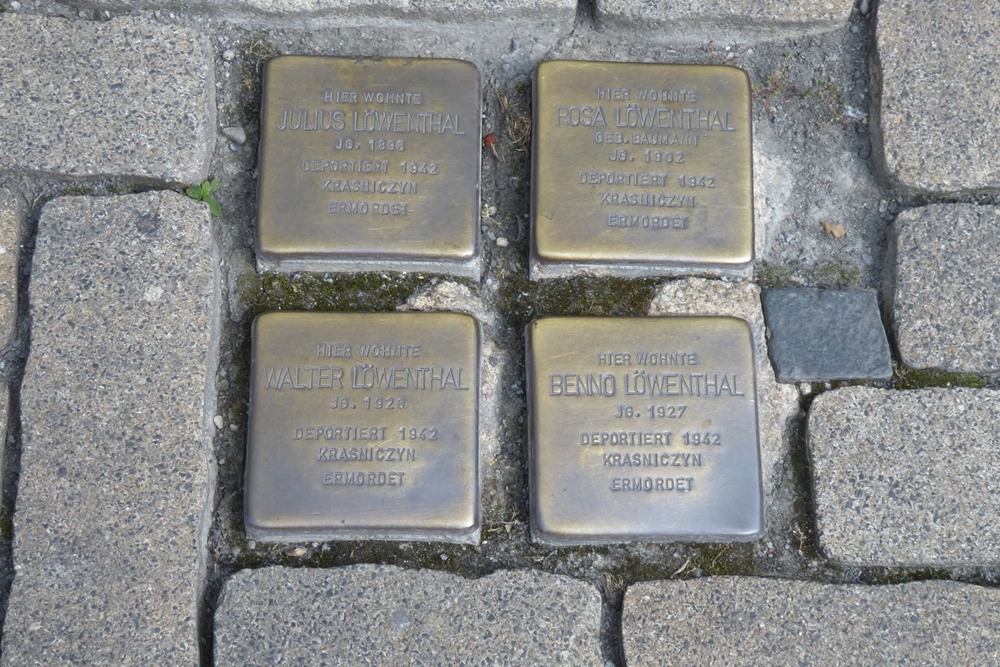 HIER WOHNTE
JULIUS LÖWENTHAL
JG. 1898
DEPORTIERT 1942
KRASNICZYN
ERMORDET
HIER WOHNTE
ROSA LÖWENTHAL
GEB. BAUMANN
JG. 1902
DEPORTIERT 1942
KRASNICZYN
ERMORDET
HIER WOHNTE
WALTER LÖWENTHAL
JG.
DEPORTIERT 1942
KRASNICZYN
ERMORDET
HIER WOHNTE
BENNO LÖWENTHAL
JG. 1927
DEPORTIERT 1942
KRASNICZYN
ERMORDET